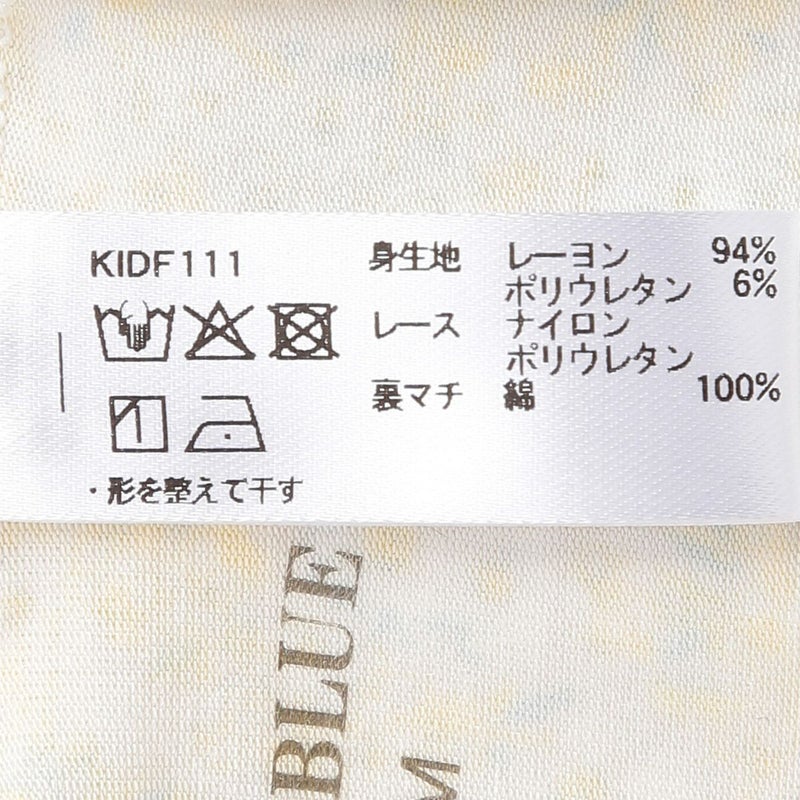 KIDF111
・形を整えて干す
身生地 レーヨン 94%
ポリウレタン 6%
レース ナイロン
ポリウレタン
裏マチ 綿 100%
BLUE
M